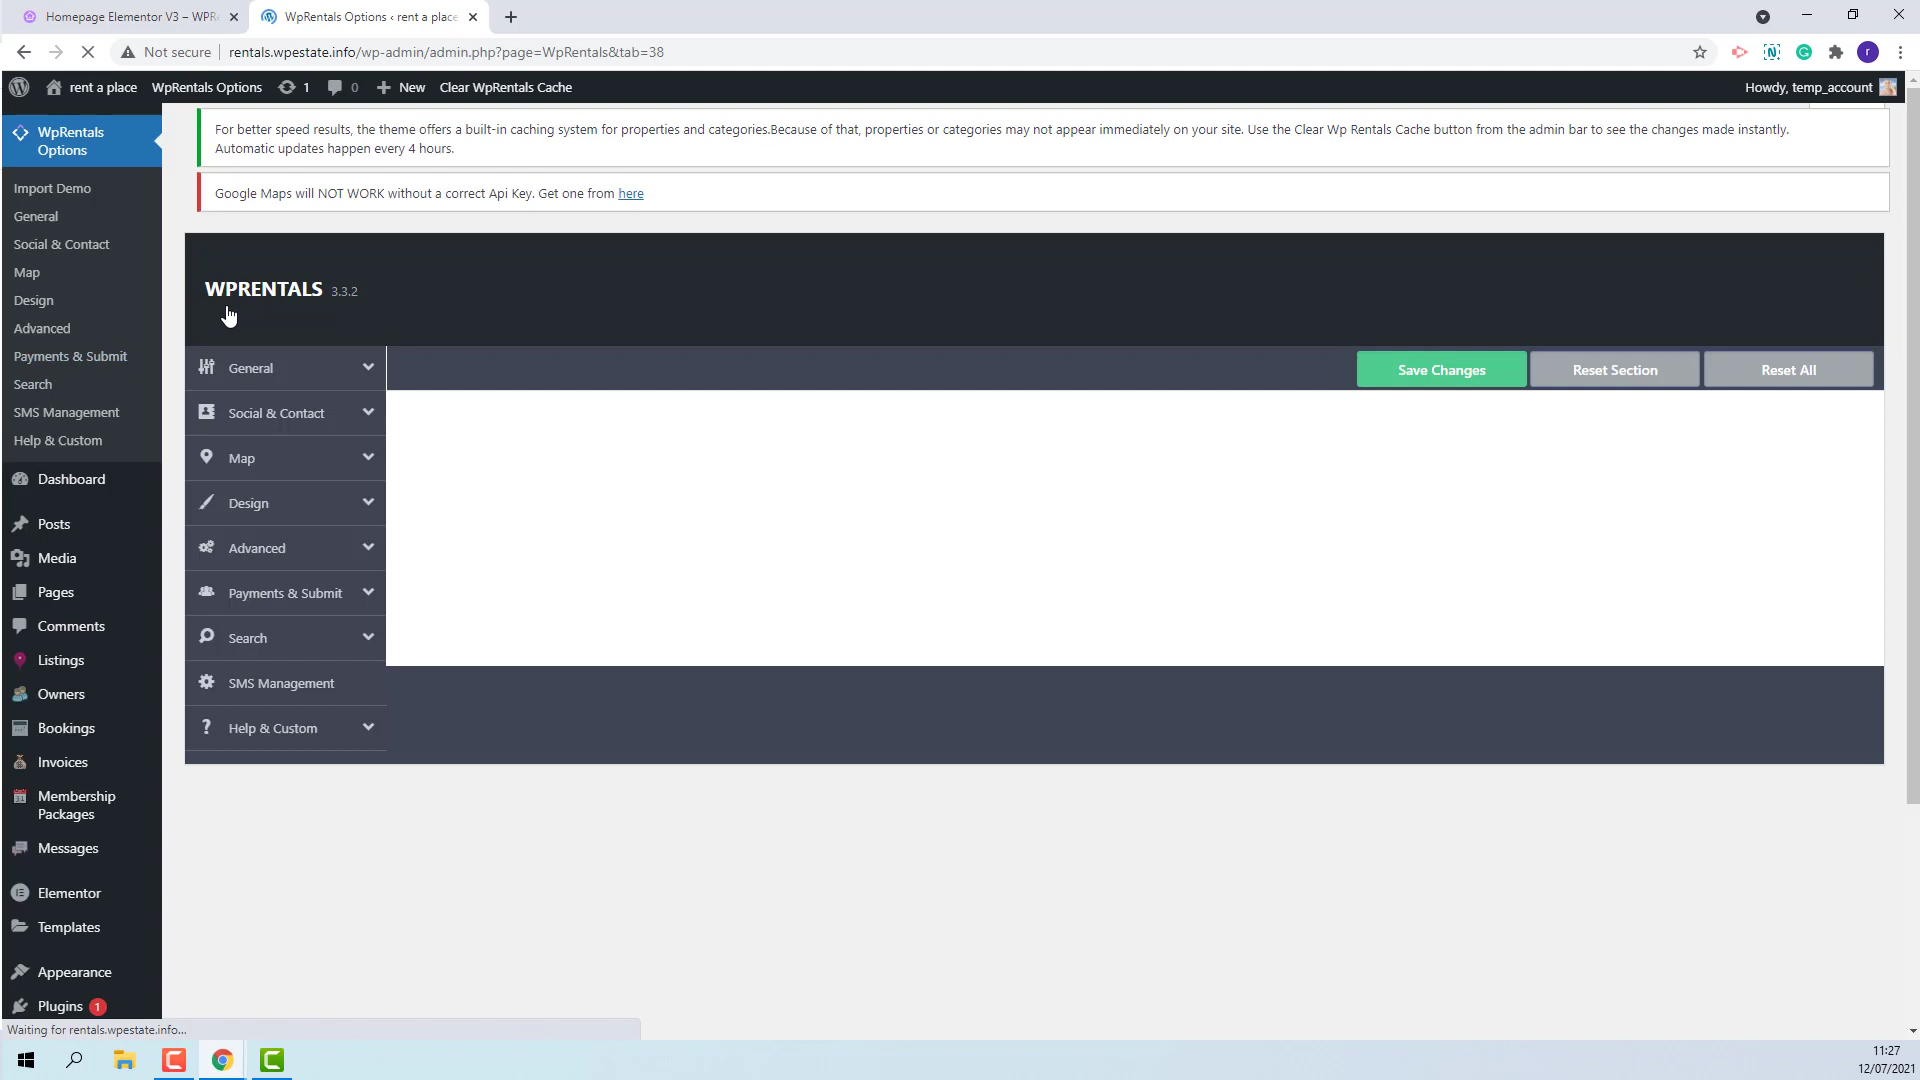 Homepage Elementor V3 – WPRe
WpRentals Options ‹ rent a place
Not secure
rentals.wpestate.info/wp-admin/admin.php?page=WpRentals&tab=38
r
rent a place
WpRentals Options
1
0
New
Clear WpRentals Cache
Howdy, temp_account
WpRentals
Options
Import Demo
General
Social & Contact
Map
Design
Advanced
Payments & Submit
Search
SMS Management
Help & Custom
Dashboard
Posts
Media
Pages
Comments
Listings
Owners
Bookings
Invoices
Membership
Packages
Messages
Elementor
Templates
Appearance
Plugins 1
For better speed results, the theme offers a built-in caching system for properties and categories.Because of that, properties or categories may not appear immediately on your site. Use the Clear Wp Rentals Cache button from the admin bar to see the changes made instantly.
Automatic updates happen every 4 hours.
Google Maps will NOT WORK without a correct Api Key. Get one from here
WPRENTALS 3.3.2
General
Social & Contact
Map
Design
Advanced
Payments & Submit
Search
SMS Management
Help & Custom
Save Changes
Reset Section
Reset All
Waiting for rentals.wpestate.info...
11:27
12/07/2021